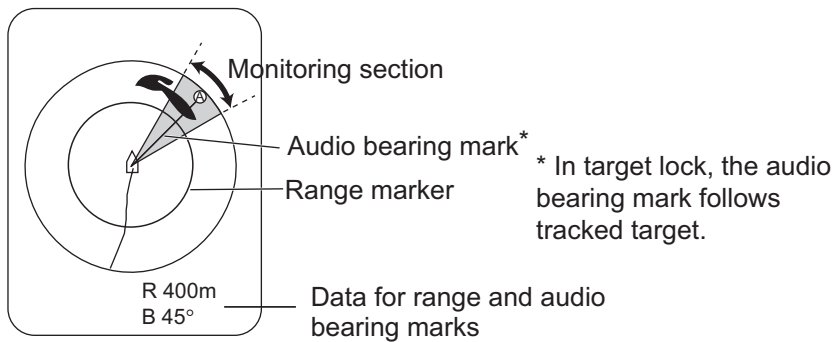 Monitoring section
A
Audio bearing mark*
Range marker
* In target lock, the audio
bearing mark follows
tracked target.
R 400m
B 45°
Data for range and audio
bearing marks